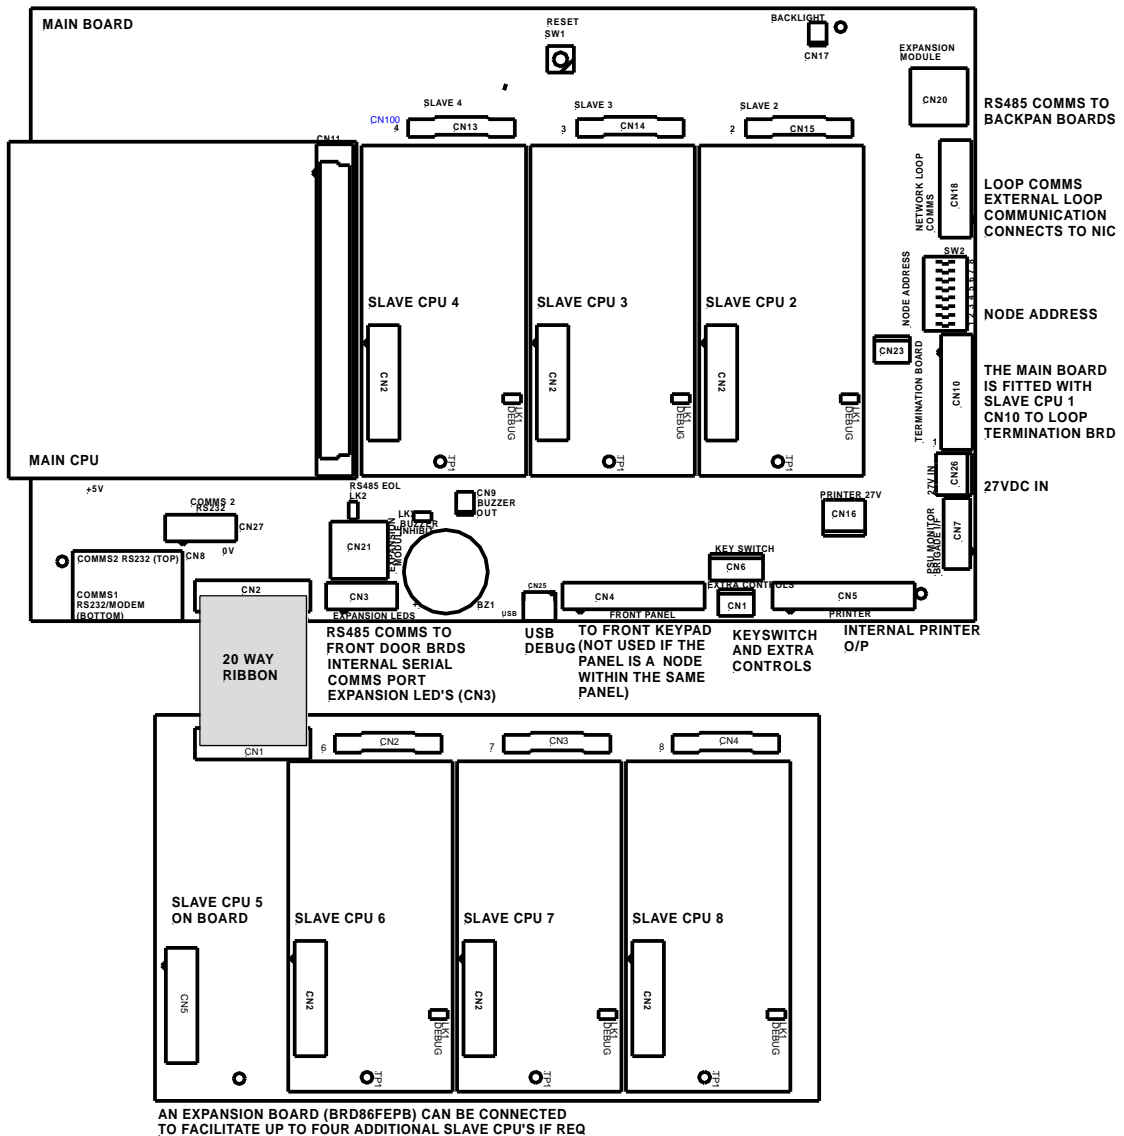 MAIN BOARD
RESET
SW1
BACKLIGHT
CN17
EXPANSION
MODULE
CN20
RS485 COMMS TO
BACKPAN BOARDS
SLAVE 4
CN100
4
CN13
SLAVE 3
3
CN14
SLAVE 2
2
CN15
CN11
NETWORK LOOP
COMMS
CN18
LOOP COMMS
EXTERNAL LOOP
COMMUNICATION
CONNECTS TO NIC
SW2
NODE ADDRESS
1 2 3 4 5 6 7 8
NODE ADDRESS
SLAVE CPU 4
SLAVE CPU 3
SLAVE CPU 2
CN23
CN2
CN2
CN2
LK1
DEBUG
LK1
DEBUG
LK1
DEBUG
TP1
TP1
TP1
TERMINATION BOARD
CN10
1
THE MAIN BOARD
IS FITTED WITH
SLAVE CPU 1
CN10 TO LOOP
TERMINATION BRD
MAIN CPU
27V IN
CN26
27VDC IN
+5V
COMMS 2
RS232
CN27
0V
CN8
RS485 EOL
LK2
CN9
BUZZER
OUT
BUZZER
INHIBIT
PRINTER 27V
CN16
PSU MONITOR
BRIGADE I/F
CN7
COMMS2 RS232 (TOP)
COMMS1
RS232/MODEM
(BOTTOM)
CN21
EXPANSION
MODULE
KEY SWITCH
CN6
EXTRA CONTROLS
CN2
CN3
EXPANSION LEDS
+
BZ1
CN25
USB
CN4
FRONT PANEL
CN1
CN5
PRINTER
RS485 COMMS TO
FRONT DOOR BRDS
INTERNAL SERIAL
COMMS PORT
EXPANSION LED'S (CN3)
USB
DEBUG
TO FRONT KEYPAD
(NOT USED IF THE
PANEL IS A NODE
WITHIN THE SAME
PANEL)
KEYSWITCH
AND EXTRA
CONTROLS
INTERNAL PRINTER
O/P
20 WAY
RIBBON
CN1
6
CN2
7
CN3
8
CN4
SLAVE CPU 5
ON BOARD
SLAVE CPU 6
SLAVE CPU 7
SLAVE CPU 8
CN5
CN2
CN2
CN2
LK1
DEBUG
LK1
DEBUG
LK1
DEBUG
TP1
TP1
TP1
AN EXPANSION BOARD (BRD86FEPB) CAN BE CONNECTED
TO FACILITATE UP TO FOUR ADDITIONAL SLAVE CPU'S IF REQ